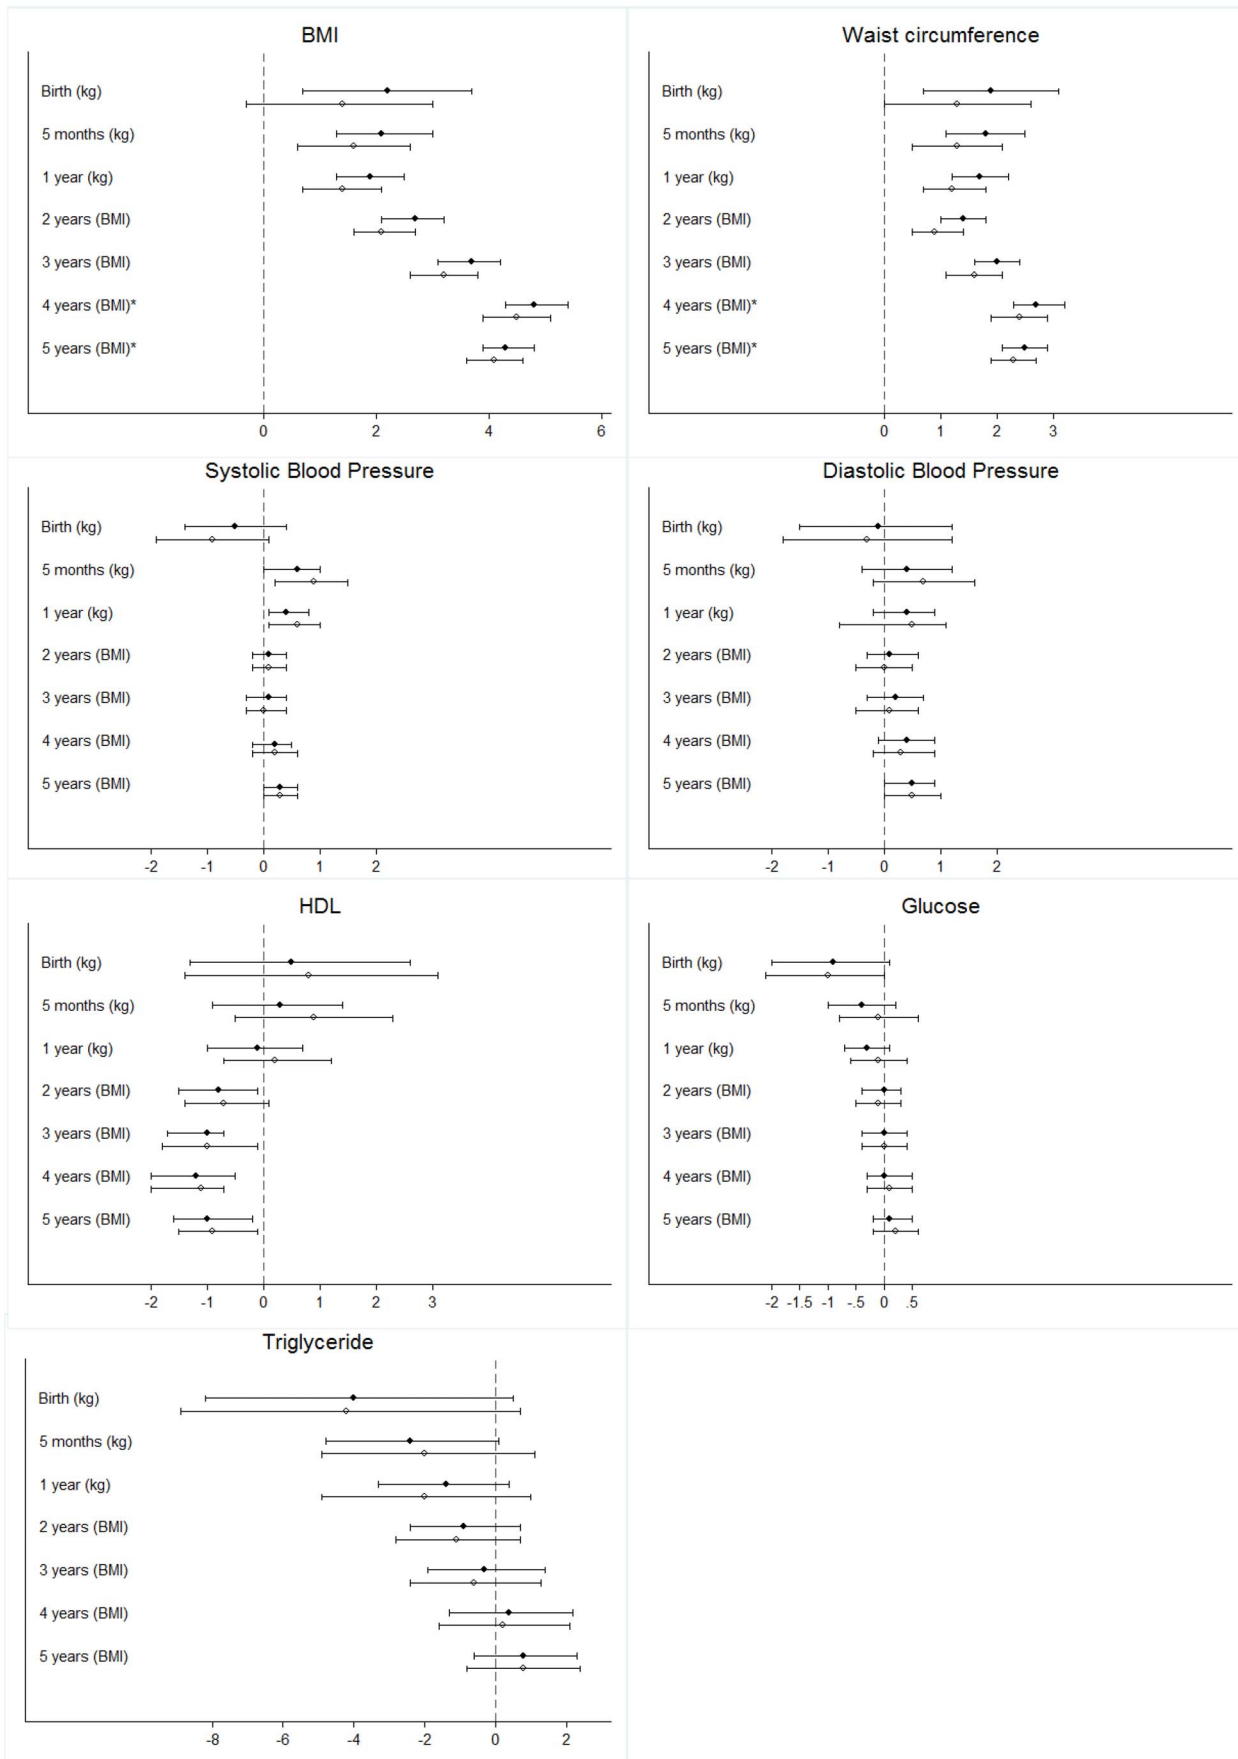 BMI
Birth (kg)
5 months (kg)
1 year (kg)
2 years (BMI)
3 years (BMI)
4 years (BMI)*
5 years (BMI)*
0 2 4 6
Waist circumference
Birth (kg)
5 months (kg)
1 year (kg)
2 years (BMI)
3 years (BMI)
4 years (BMI)*
5 years (BMI)*
0 1 2 3
Systolic Blood Pressure
Birth (kg)
5 months (kg)
1 year (kg)
2 years (BMI)
3 years (BMI)
4 years (BMI)
5 years (BMI)
-2 -1 0 1 2
Diastolic Blood Pressure
Birth (kg)
5 months (kg)
1 year (kg)
2 years (BMI)
3 years (BMI)
4 years (BMI)
5 years (BMI)
-2 -1 0 1 2
HDL
Birth (kg)
5 months (kg)
1 year (kg)
2 years (BMI)
3 years (BMI)
4 years (BMI)
5 years (BMI)
-2 -1 0 1 2 3
Glucose
Birth (kg)
5 months (kg)
1 year (kg)
2 years (BMI)
3 years (BMI)
4 years (BMI)
5 years (BMI)
-2 -1.5 -1 -.5 0 .5
Triglyceride
Birth (kg)
5 months (kg)
1 year (kg)
2 years (BMI)
3 years (BMI)
4 years (BMI)
5 years (BMI)
-8 -6 -4 -2 0 2